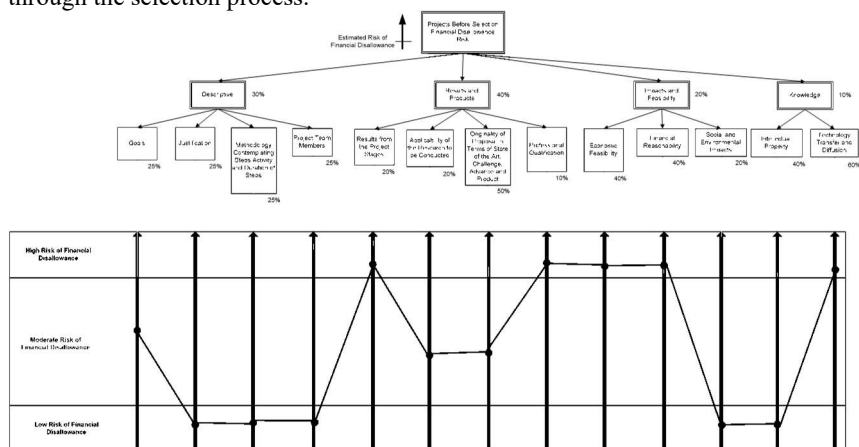 through the selection process.
Projects Before Selection
Financial Disallowance
Risk
Estimated Risk of
Financial Disallowance
Descriptive
30%
Results and
Products
40%
Impacts and
Feasibility
20%
Knowledge
10%
Goals
25%
Justification
25%
Methodology
Contemplating
Steps Activity
and Duration of
Steps
25%
Project Team
Members
25%
Results from
the Project
Stages
20%
Applicability of
the Research to
be Conducted
20%
Originality of
Proposal in
Terms of State
of the Art,
Challenge,
Advance and
Product
50%
Professional
Qualification
10%
Economic
Feasibility
40%
Financial
Reasonability
40%
Social and
Environmental
Impacts
20%
Intellectual
Property
40%
Technology
Transfer and
Diffusion
60%
High Risk of Financial
Disallowance
Moderate Risk of
Financial Disallowance
Low Risk of Financial
Disallowance